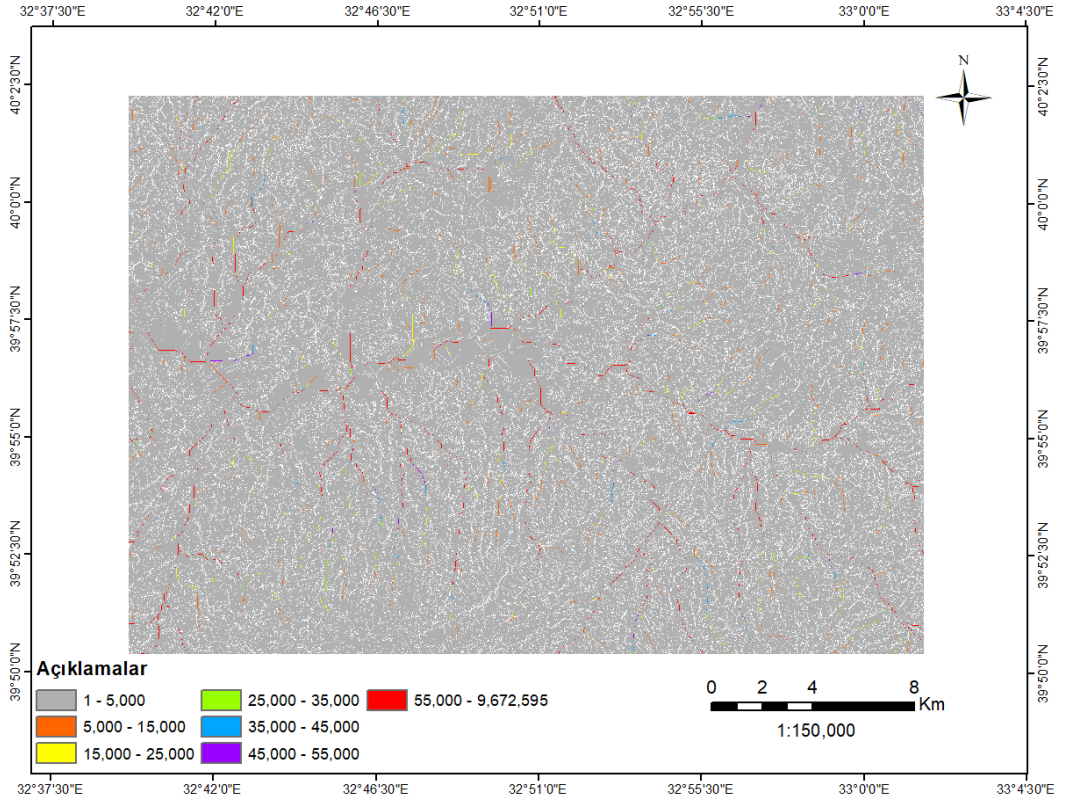 32°37'30"E 32°42'0"E 32°46'30"E 32°51'0"E 32°55'30"E 33°0'0"E 33°4'30"E
N
40°2'30"N 40°2'30"N
40°0'0"N 40°0'0"N
39°57'30"N 39°57'30"N
39°55'0"N 39°55'0"N
39°52'30"N 39°52'30"N
39°50'0"N 39°50'0"N
Açıklamalar
1 - 5,000 25,000 - 35,000 55,000 - 9,672,595
5,000 - 15,000 35,000 - 45,000
15,000 - 25,000 45,000 - 55,000
0 2 4 8
Km
1:150,000
32°37'30"E 32°42'0"E 32°46'30"E 32°51'0"E 32°55'30"E 33°0'0"E 33°4'30"E